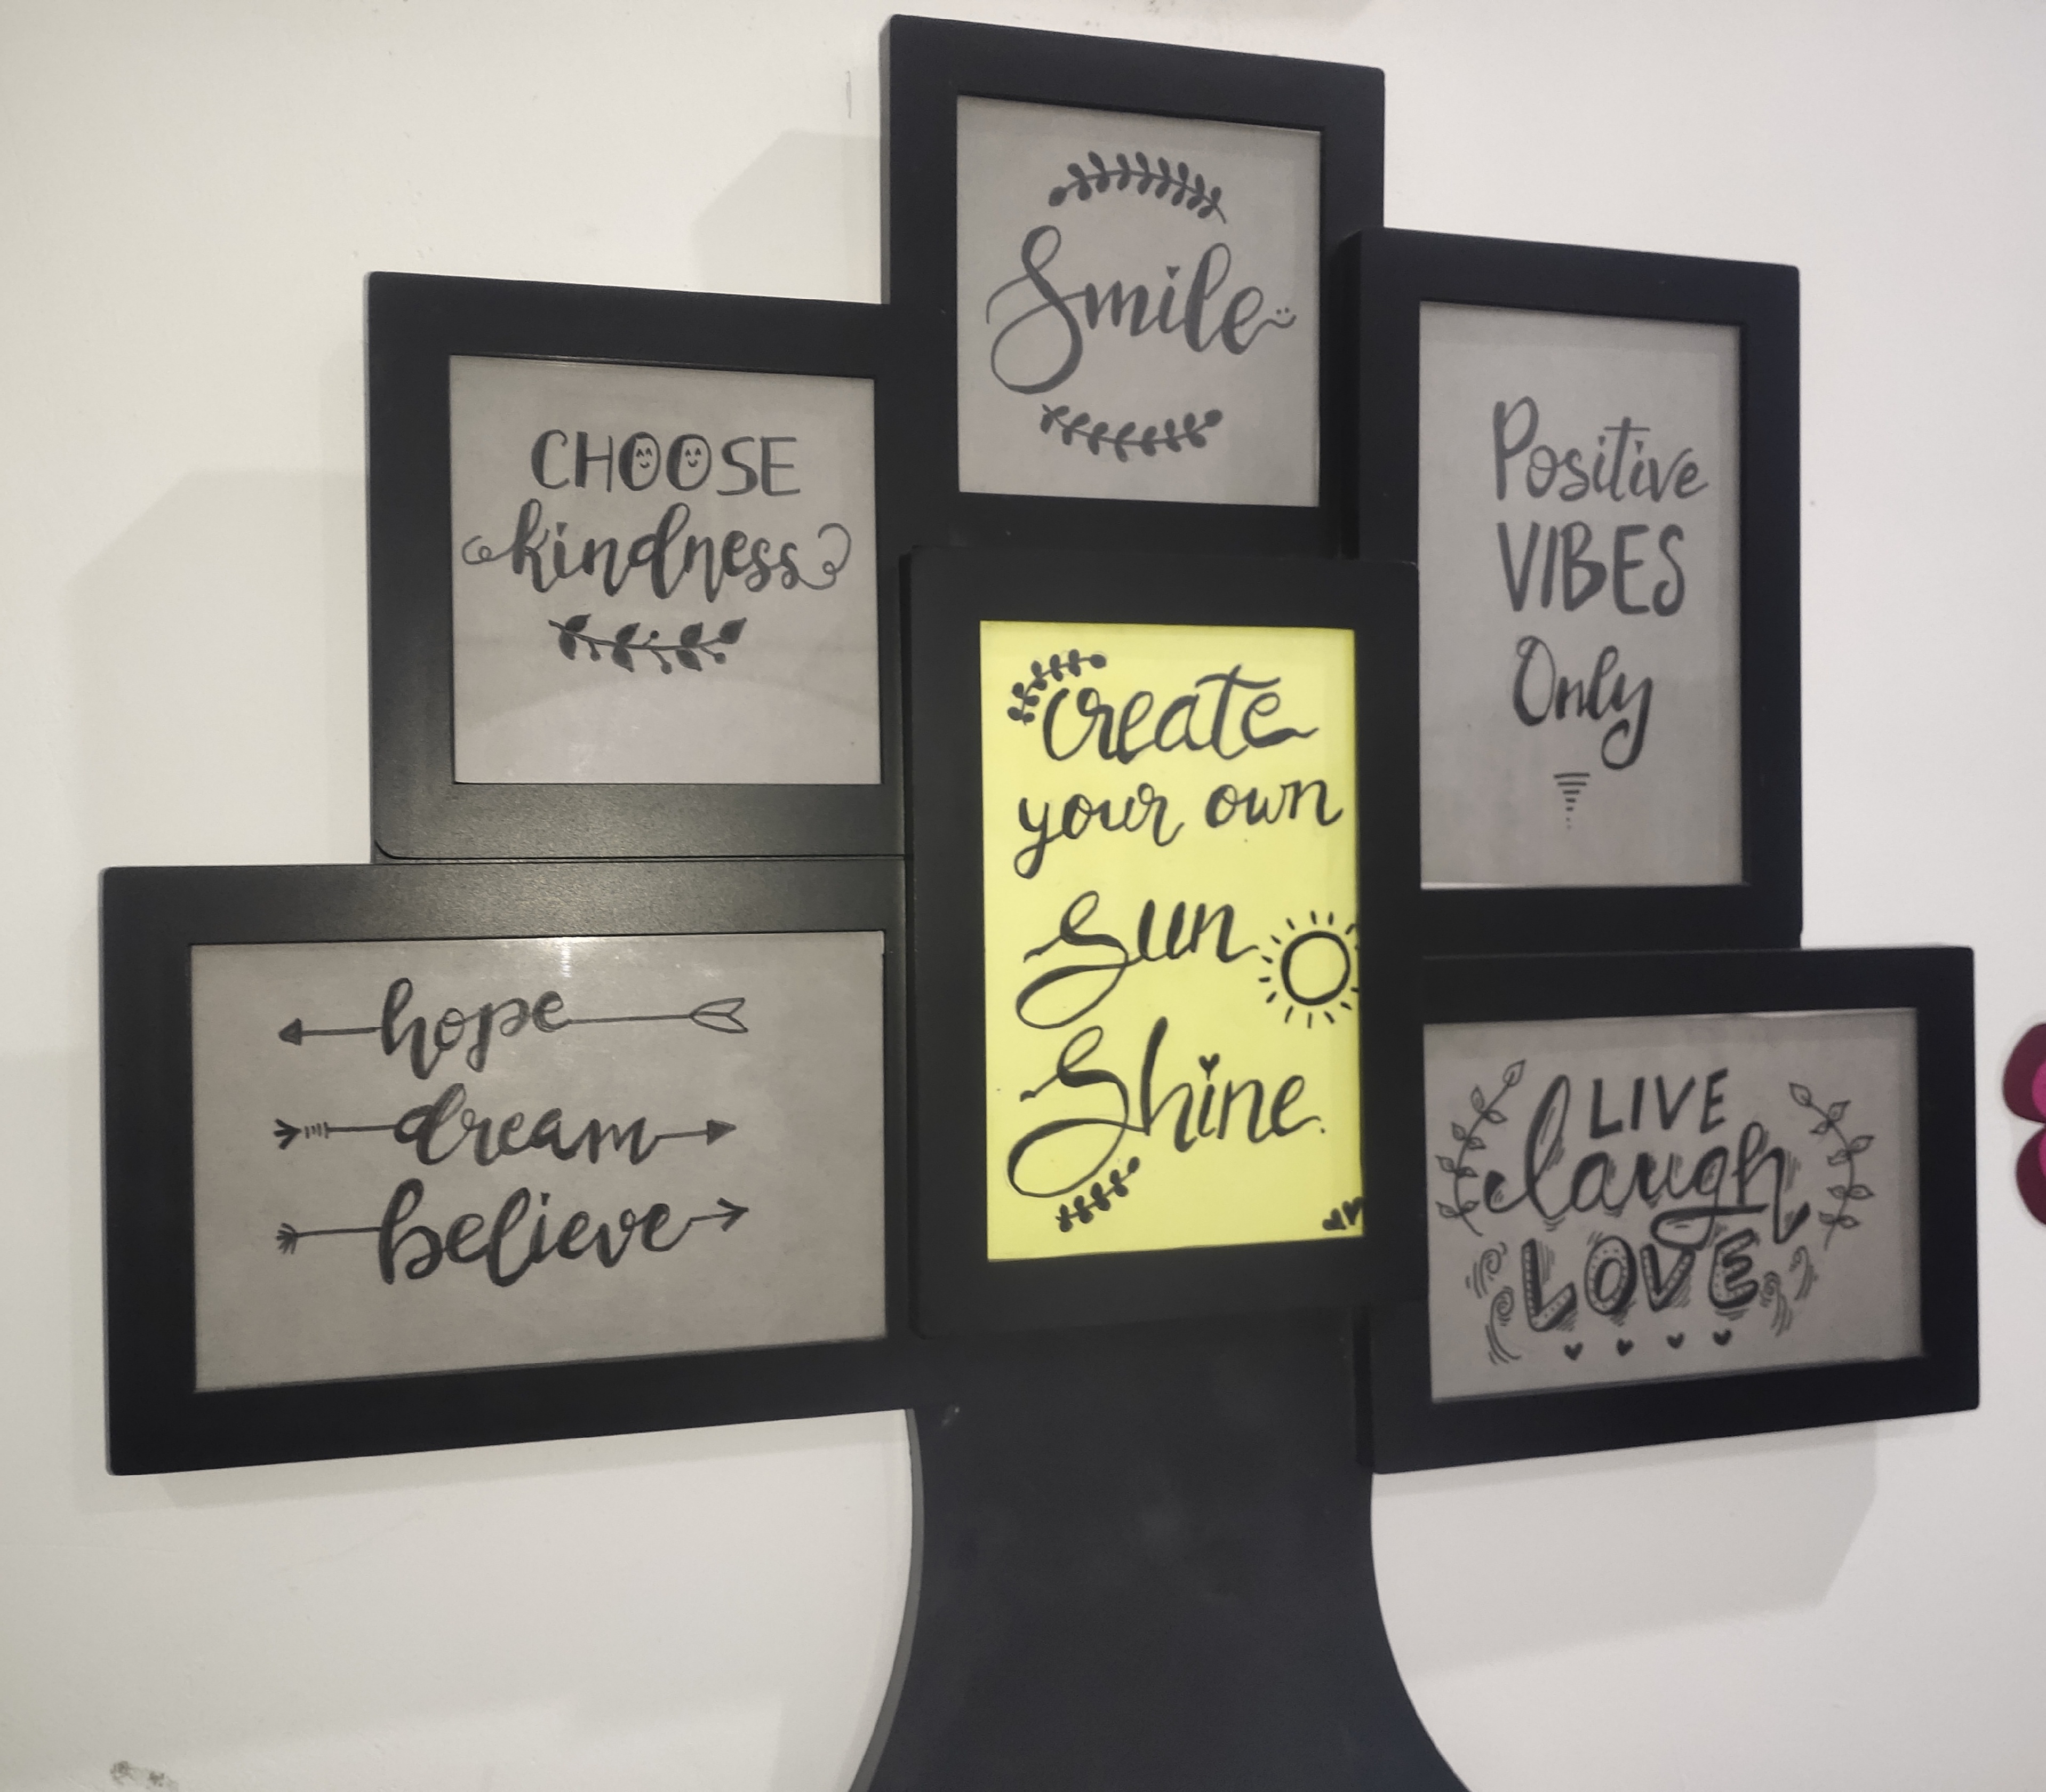 Smile
CHOOSE
kindness
Positive
VIBES
Only
create
your own
Sun
Shine.
hope
dream
believe
LIVE
laugh
LOVE